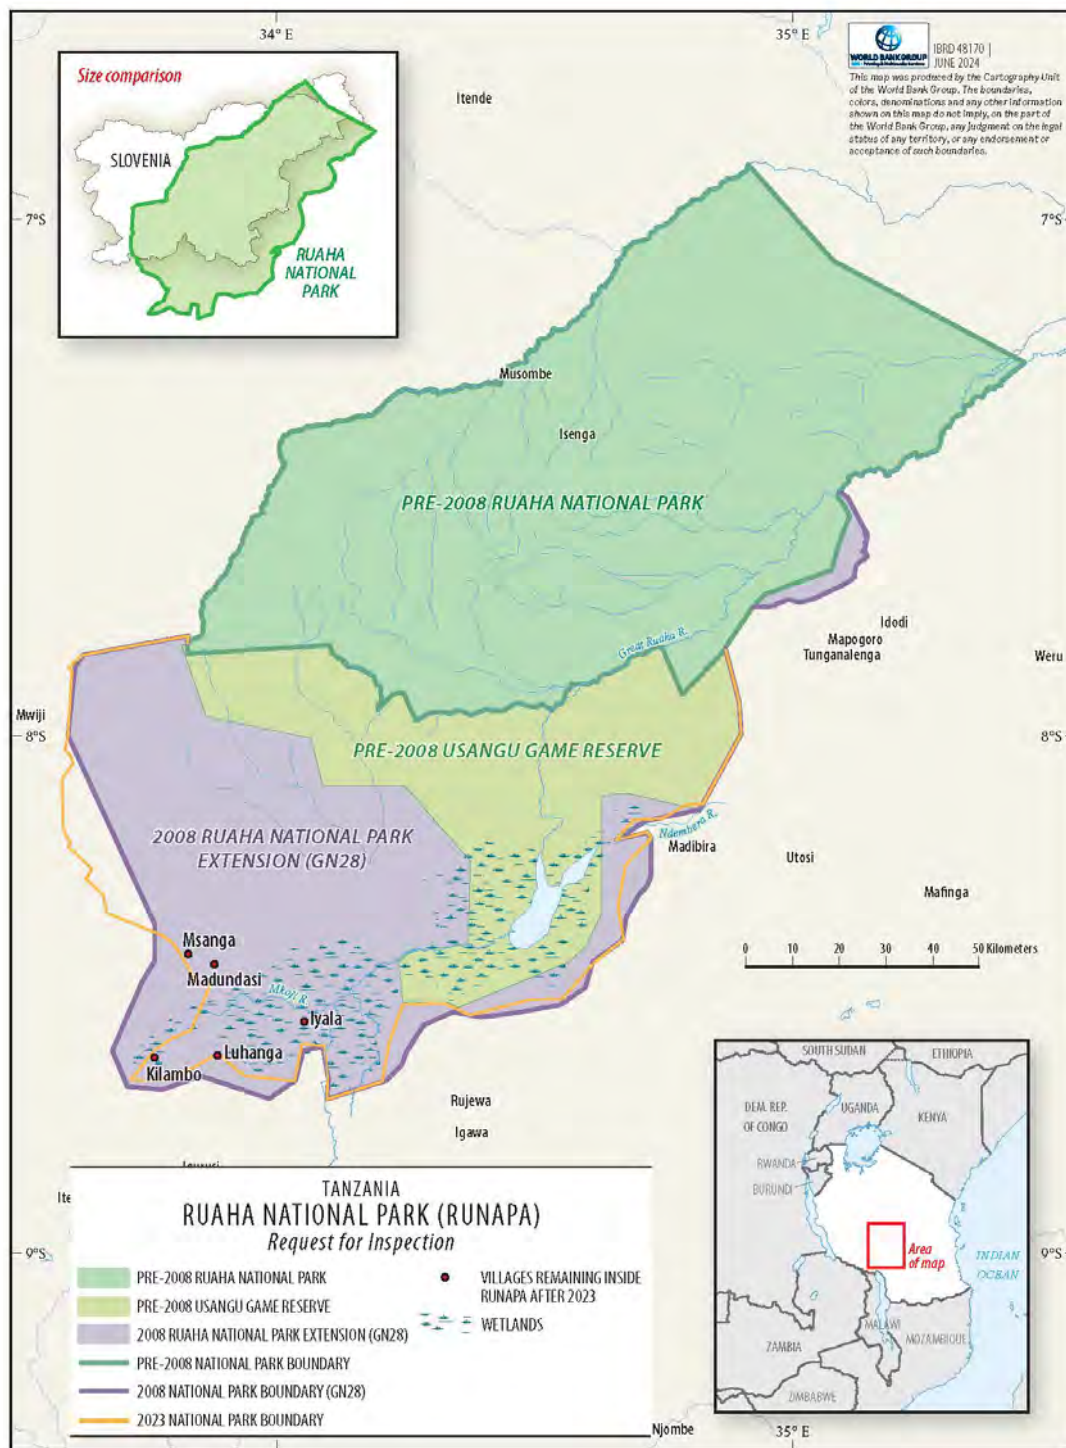 34° E
35° E
WORLD BANK GROUP
IBRD 48170 |
JUNE 2024
This map was produced by the Cartography Unit
of the World Bank Group. The boundaries,
colors, denominations and any other information
shown on this map do not imply, on the part of
the World Bank Group, any judgment on the legal
status of any territory, or any endorsement or
acceptance of such boundaries.
Size comparison
SLOVENIA
RUAHA
NATIONAL
PARK
Itende
7°S
7°S
Musombe
Isenga
PRE-2008 RUAHA NATIONAL PARK
Idodi
Mapogoro
Tunganalenga
Weru
Great Ruaha R.
Mwiji
8°S
8°S
PRE-2008 USANGU GAME RESERVE
2008 RUAHA NATIONAL PARK
EXTENSION (GN28)
Ndembera R.
Madibira
Utosi
Mafinga
0 10 20 30 40 50 Kilometers
Msanga
Madundasi
Mkoji R.
Iyala
Luhanga
Kilambo
Rujewa
Igawa
TANZANIA
RUAHA NATIONAL PARK (RUNAPA)
Request for Inspection
PRE-2008 RUAHA NATIONAL PARK
PRE-2008 USANGU GAME RESERVE
2008 RUAHA NATIONAL PARK EXTENSION (GN28)
PRE-2008 NATIONAL PARK BOUNDARY
2008 NATIONAL PARK BOUNDARY (GN28)
2023 NATIONAL PARK BOUNDARY
VILLAGES REMAINING INSIDE
RUNAPA AFTER 2023
WETLANDS
9°S
9°S
SOUTH SUDAN
ETHIOPIA
DEM. REP.
OF CONGO
UGANDA
KENYA
RWANDA
BURUNDI
Area
of map
INDIAN
OCEAN
ZAMBIA
MALAWI
MOZAMBIQUE
ZIMBABWE
Njombe
35° E